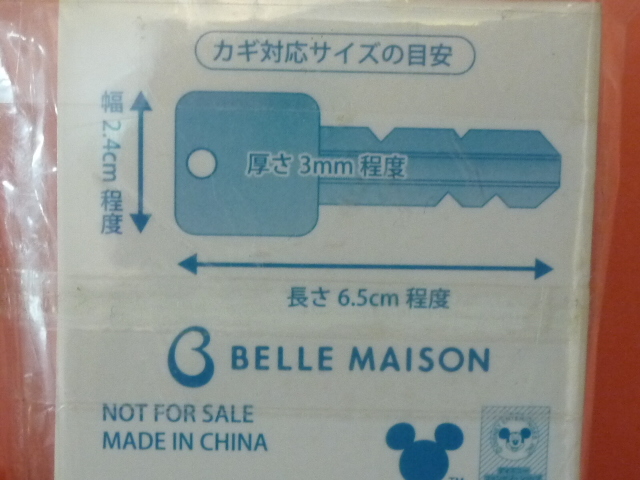 カギ対応サイズの目安
幅 2.4cm 程度
厚さ 3mm 程度
長さ 6.5cm 程度
BELLE MAISON
NOT FOR SALE
MADE IN CHINA
TM